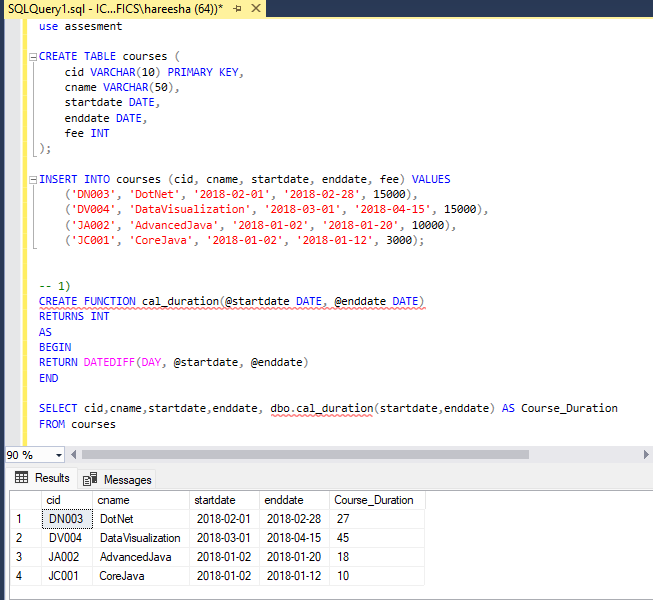 SQLQuery1.sql - IC...FICS\hareesha (64))*
use assesment
CREATE TABLE courses (
cid VARCHAR(10) PRIMARY KEY,
cname VARCHAR(50),
startdate DATE,
enddate DATE,
fee INT
);
INSERT INTO courses (cid, cname, startdate, enddate, fee) VALUES
('DN003', 'DotNet', '2018-02-01', '2018-02-28', 15000),
('DV004', 'DataVisualization', '2018-03-01', '2018-04-15', 15000),
('JA002', 'AdvancedJava', '2018-01-02', '2018-01-20', 10000),
('JC001', 'CoreJava', '2018-01-02', '2018-01-12', 3000);
-- 1)
CREATE FUNCTION cal_duration(@startdate DATE, @enddate DATE)
RETURNS INT
AS
BEGIN
RETURN DATEDIFF(DAY, @startdate, @enddate)
END
SELECT cid,cname,startdate,enddate, dbo.cal_duration(startdate,enddate) AS Course_Duration
FROM courses
90 %
Results Messages
cid cname startdate enddate Course_Duration
1 DN003 DotNet 2018-02-01 2018-02-28 27
2 DV004 DataVisualization 2018-03-01 2018-04-15 45
3 JA002 AdvancedJava 2018-01-02 2018-01-20 18
4 JC001 CoreJava 2018-01-02 2018-01-12 10